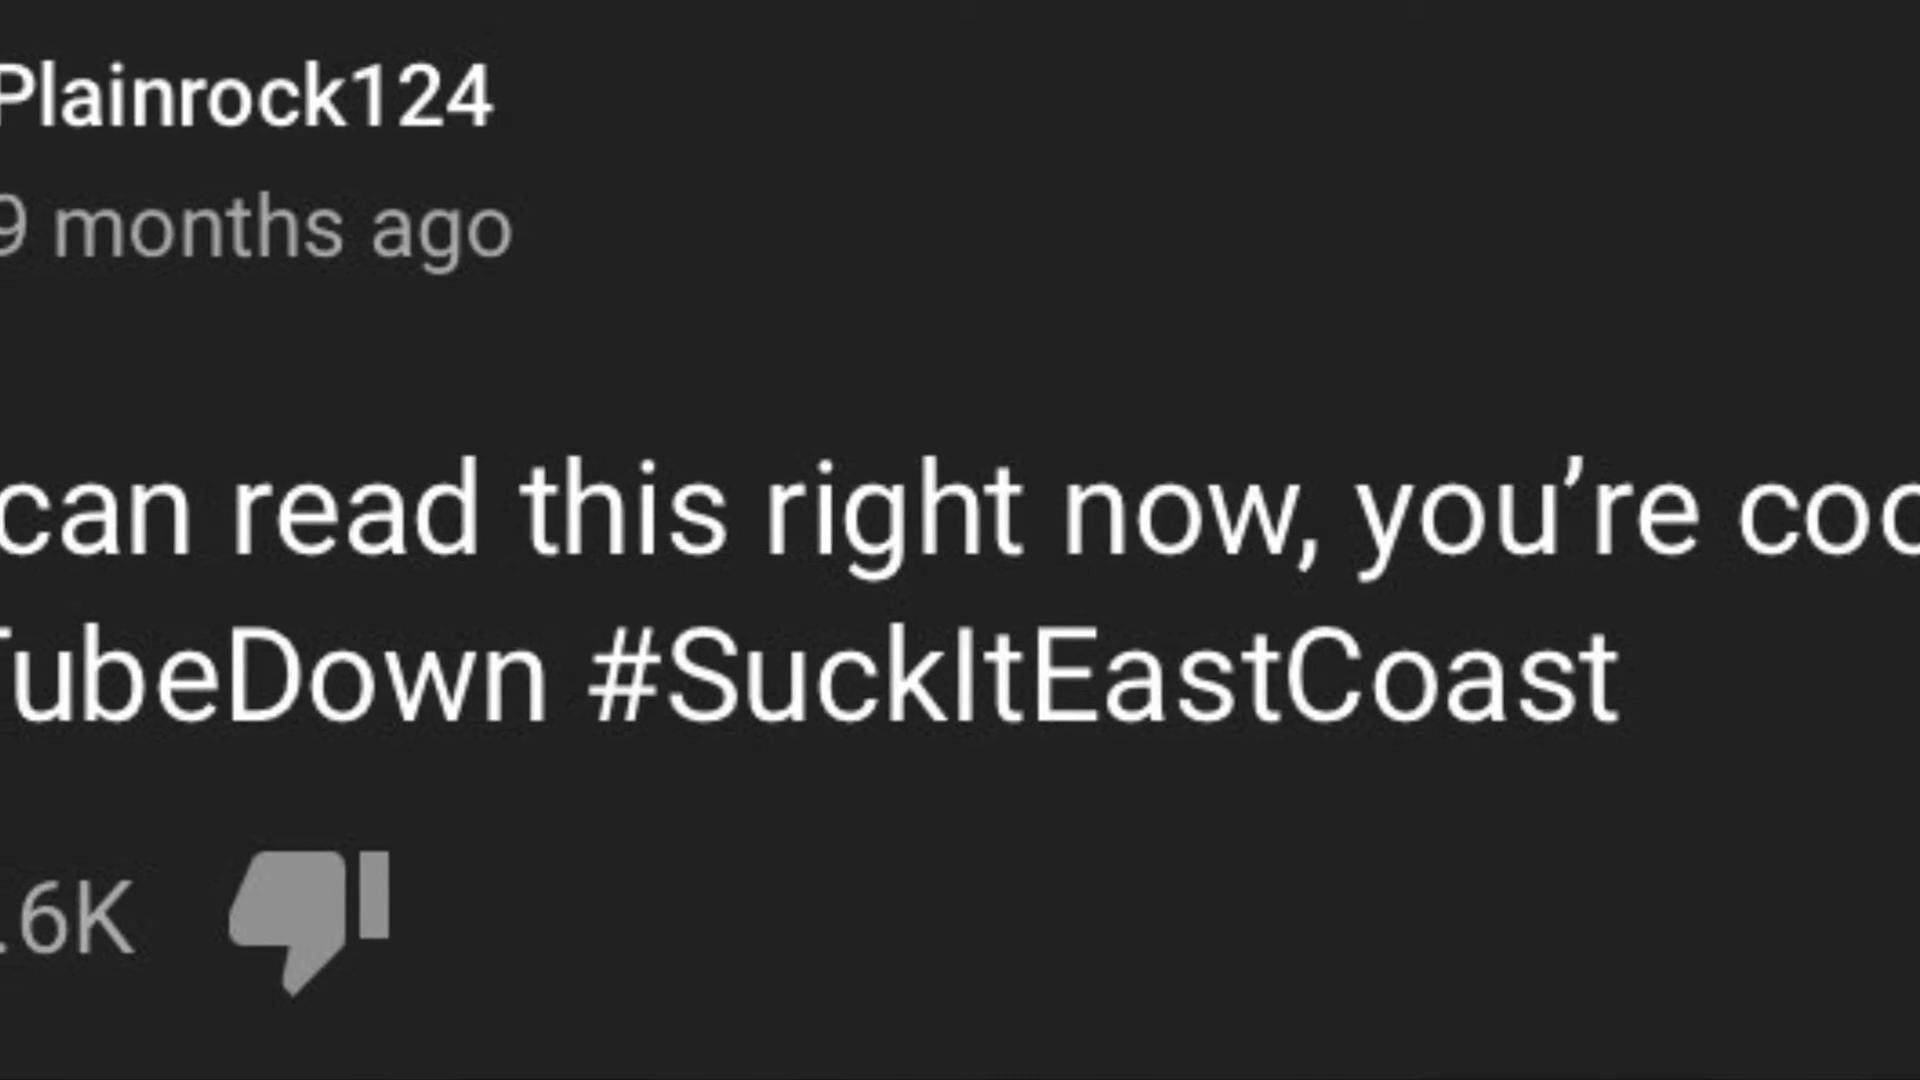 Plainrock124
9 months ago
can read this right now, you’re coo
TubeDown #SuckItEastCoast
.6K